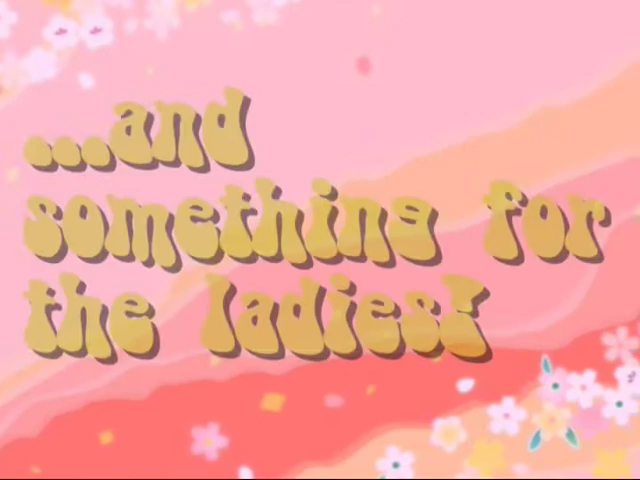 ...and
something for
the ladies!